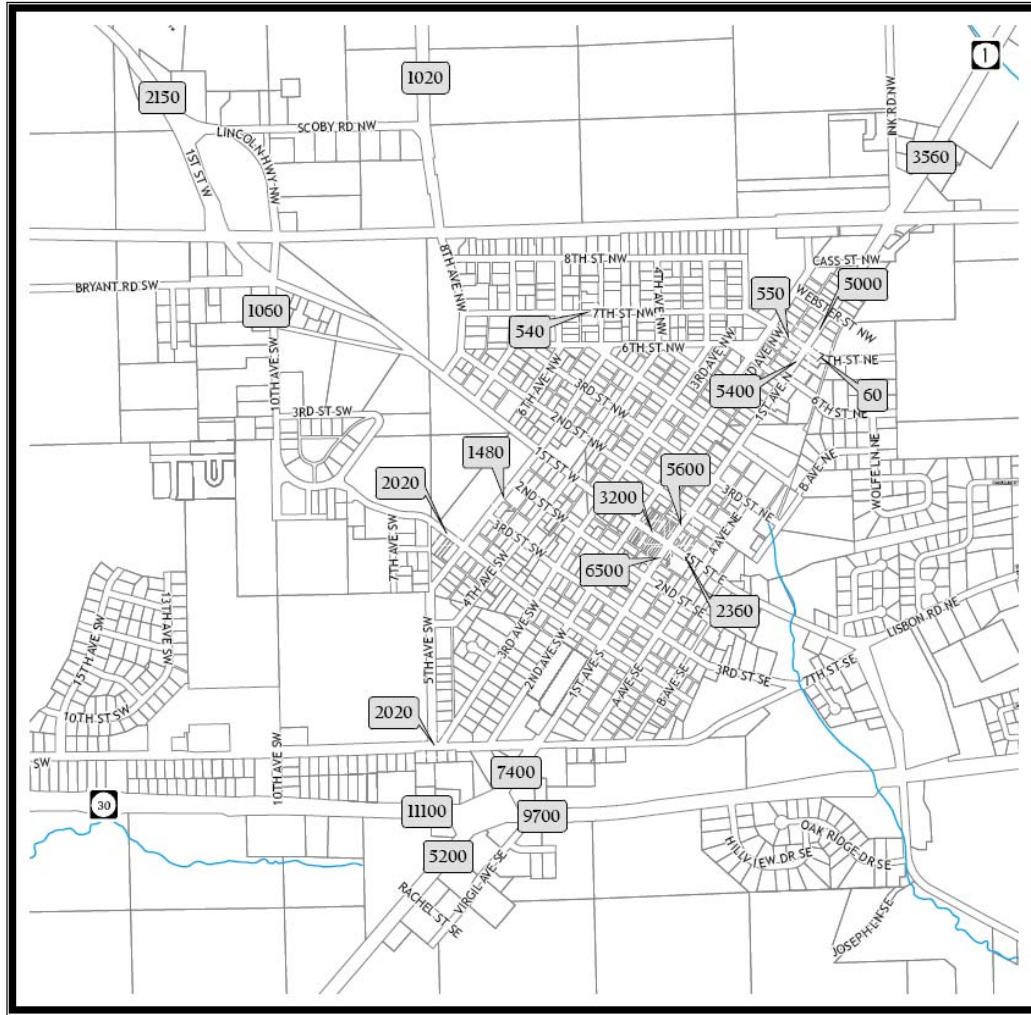 1
1020
2150
INK RD NW
SCOBY RD NW
LINCOLN HWY NW
3560
1ST ST W
8TH AVE NW
8TH ST NW
CASS ST NW
4TH AVE NW
5000
BRYANT RD SW
550
WEBSTER ST NW
1060
7TH ST NW
540
6TH ST NW
3RD AVE NW
7TH ST NE
10TH AVE SW
6TH AVE NW
3RD ST NW
5400
1ST AVE N
6TH ST NE
60
3RD ST SW
2ND ST NW
1480
1ST ST W
5600
B AVE NE
WOLFE LN NE
2020
3200
3RD ST NE
2ND ST SW
A AVE NE
7TH AVE SW
3RD ST SW
4TH AVE SW
6500
1ST ST E
2ND ST SE
2360
13TH AVE SW
LISBON RD NE
15TH AVE SW
5TH AVE SW
3RD AVE SW
2ND AVE SW
1ST AVE S
A AVE SE
B AVE SE
3RD ST SE
7TH ST SE
10TH ST SW
2020
SW
10TH AVE SW
7400
30
11100
9700
OAK RIDGE DR SE
5200
HILLVIEW DR SE
RACHEL ST SE
VIRGIL AVE SE
JOSEPH LN SE